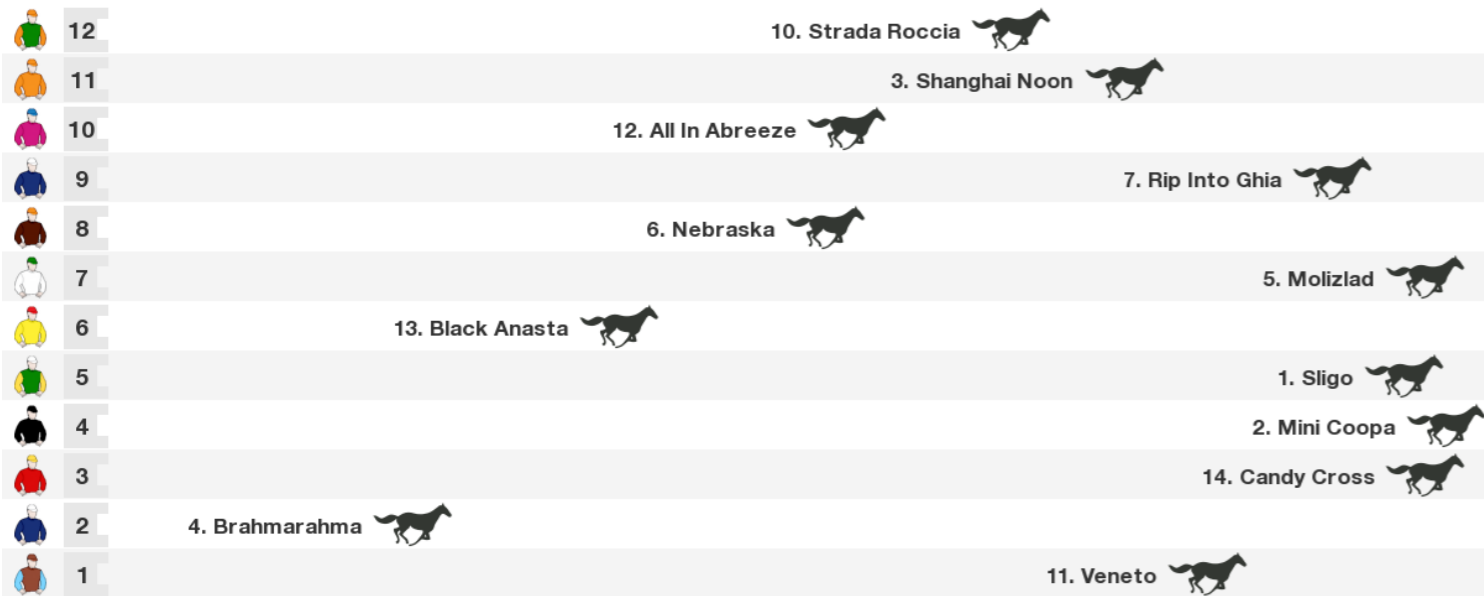 12 10. Strada Roccia
11 3. Shanghai Noon
10 12. All In Abreeze
9 7. Rip Into Ghia
8 6. Nebraska
7 5. Molizlad
6 13. Black Anasta
5 1. Sligo
4 2. Mini Coopa
3 14. Candy Cross
2 4. Brahmarahma
1 11. Veneto